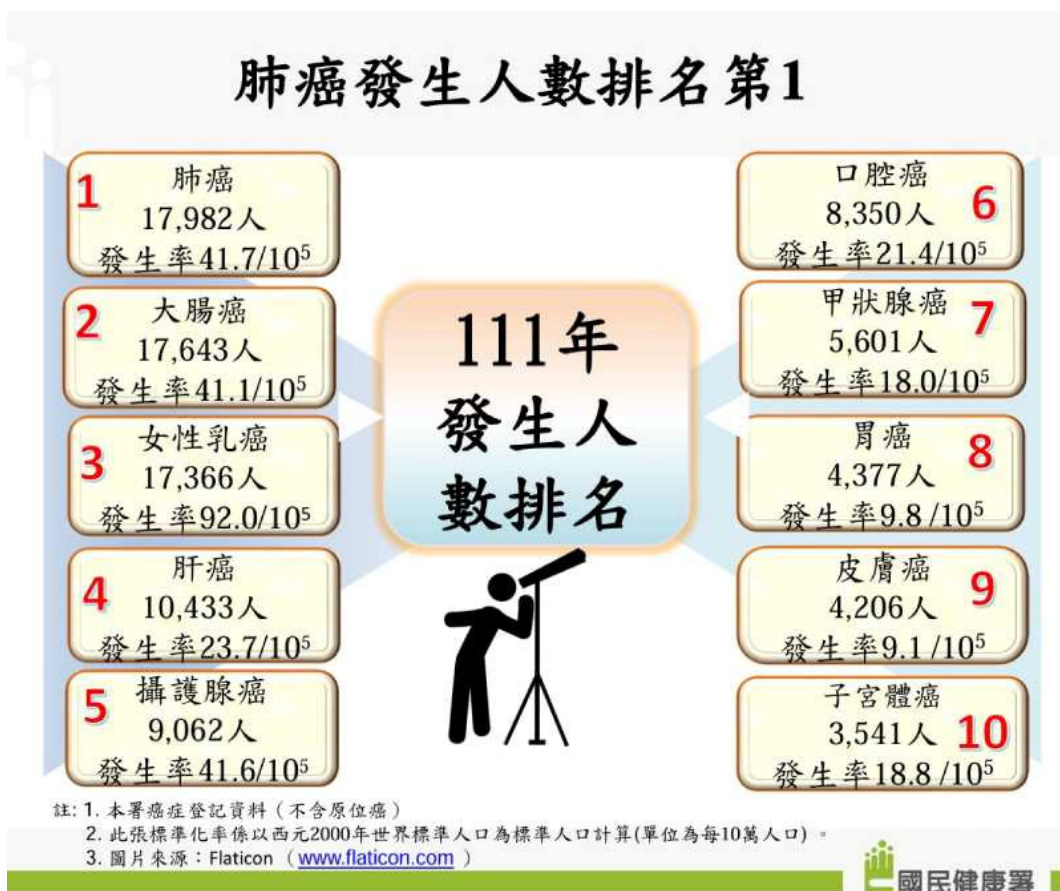 肺癌發生人數排名第1
1
肺癌
17,982人
發生率41.7/10⁵
2
大腸癌
17,643人
發生率41.1/10⁵
3
女性乳癌
17,366人
發生率92.0/10⁵
4
肝癌
10,433人
發生率23.7/10⁵
5
攝護腺癌
9,062人
發生率41.6/10⁵
111年
發生人
數排名
口腔癌
8,350人
6
發生率21.4/10⁵
甲狀腺癌
7
5,601人
發生率18.0/10⁵
胃癌
8
4,377人
發生率9.8 /10⁵
皮膚癌
9
4,206人
發生率9.1 /10⁵
子宮體癌
3,541人
10
發生率18.8 /10⁵
註: 1. 本署癌症登記資料（不含原位癌）
2. 此張標準化率係以西元2000年世界標準人口為標準人口計算(單位為每10萬人口) 。
3. 圖片來源：Flaticon （www.flaticon.com ）
國民健康署